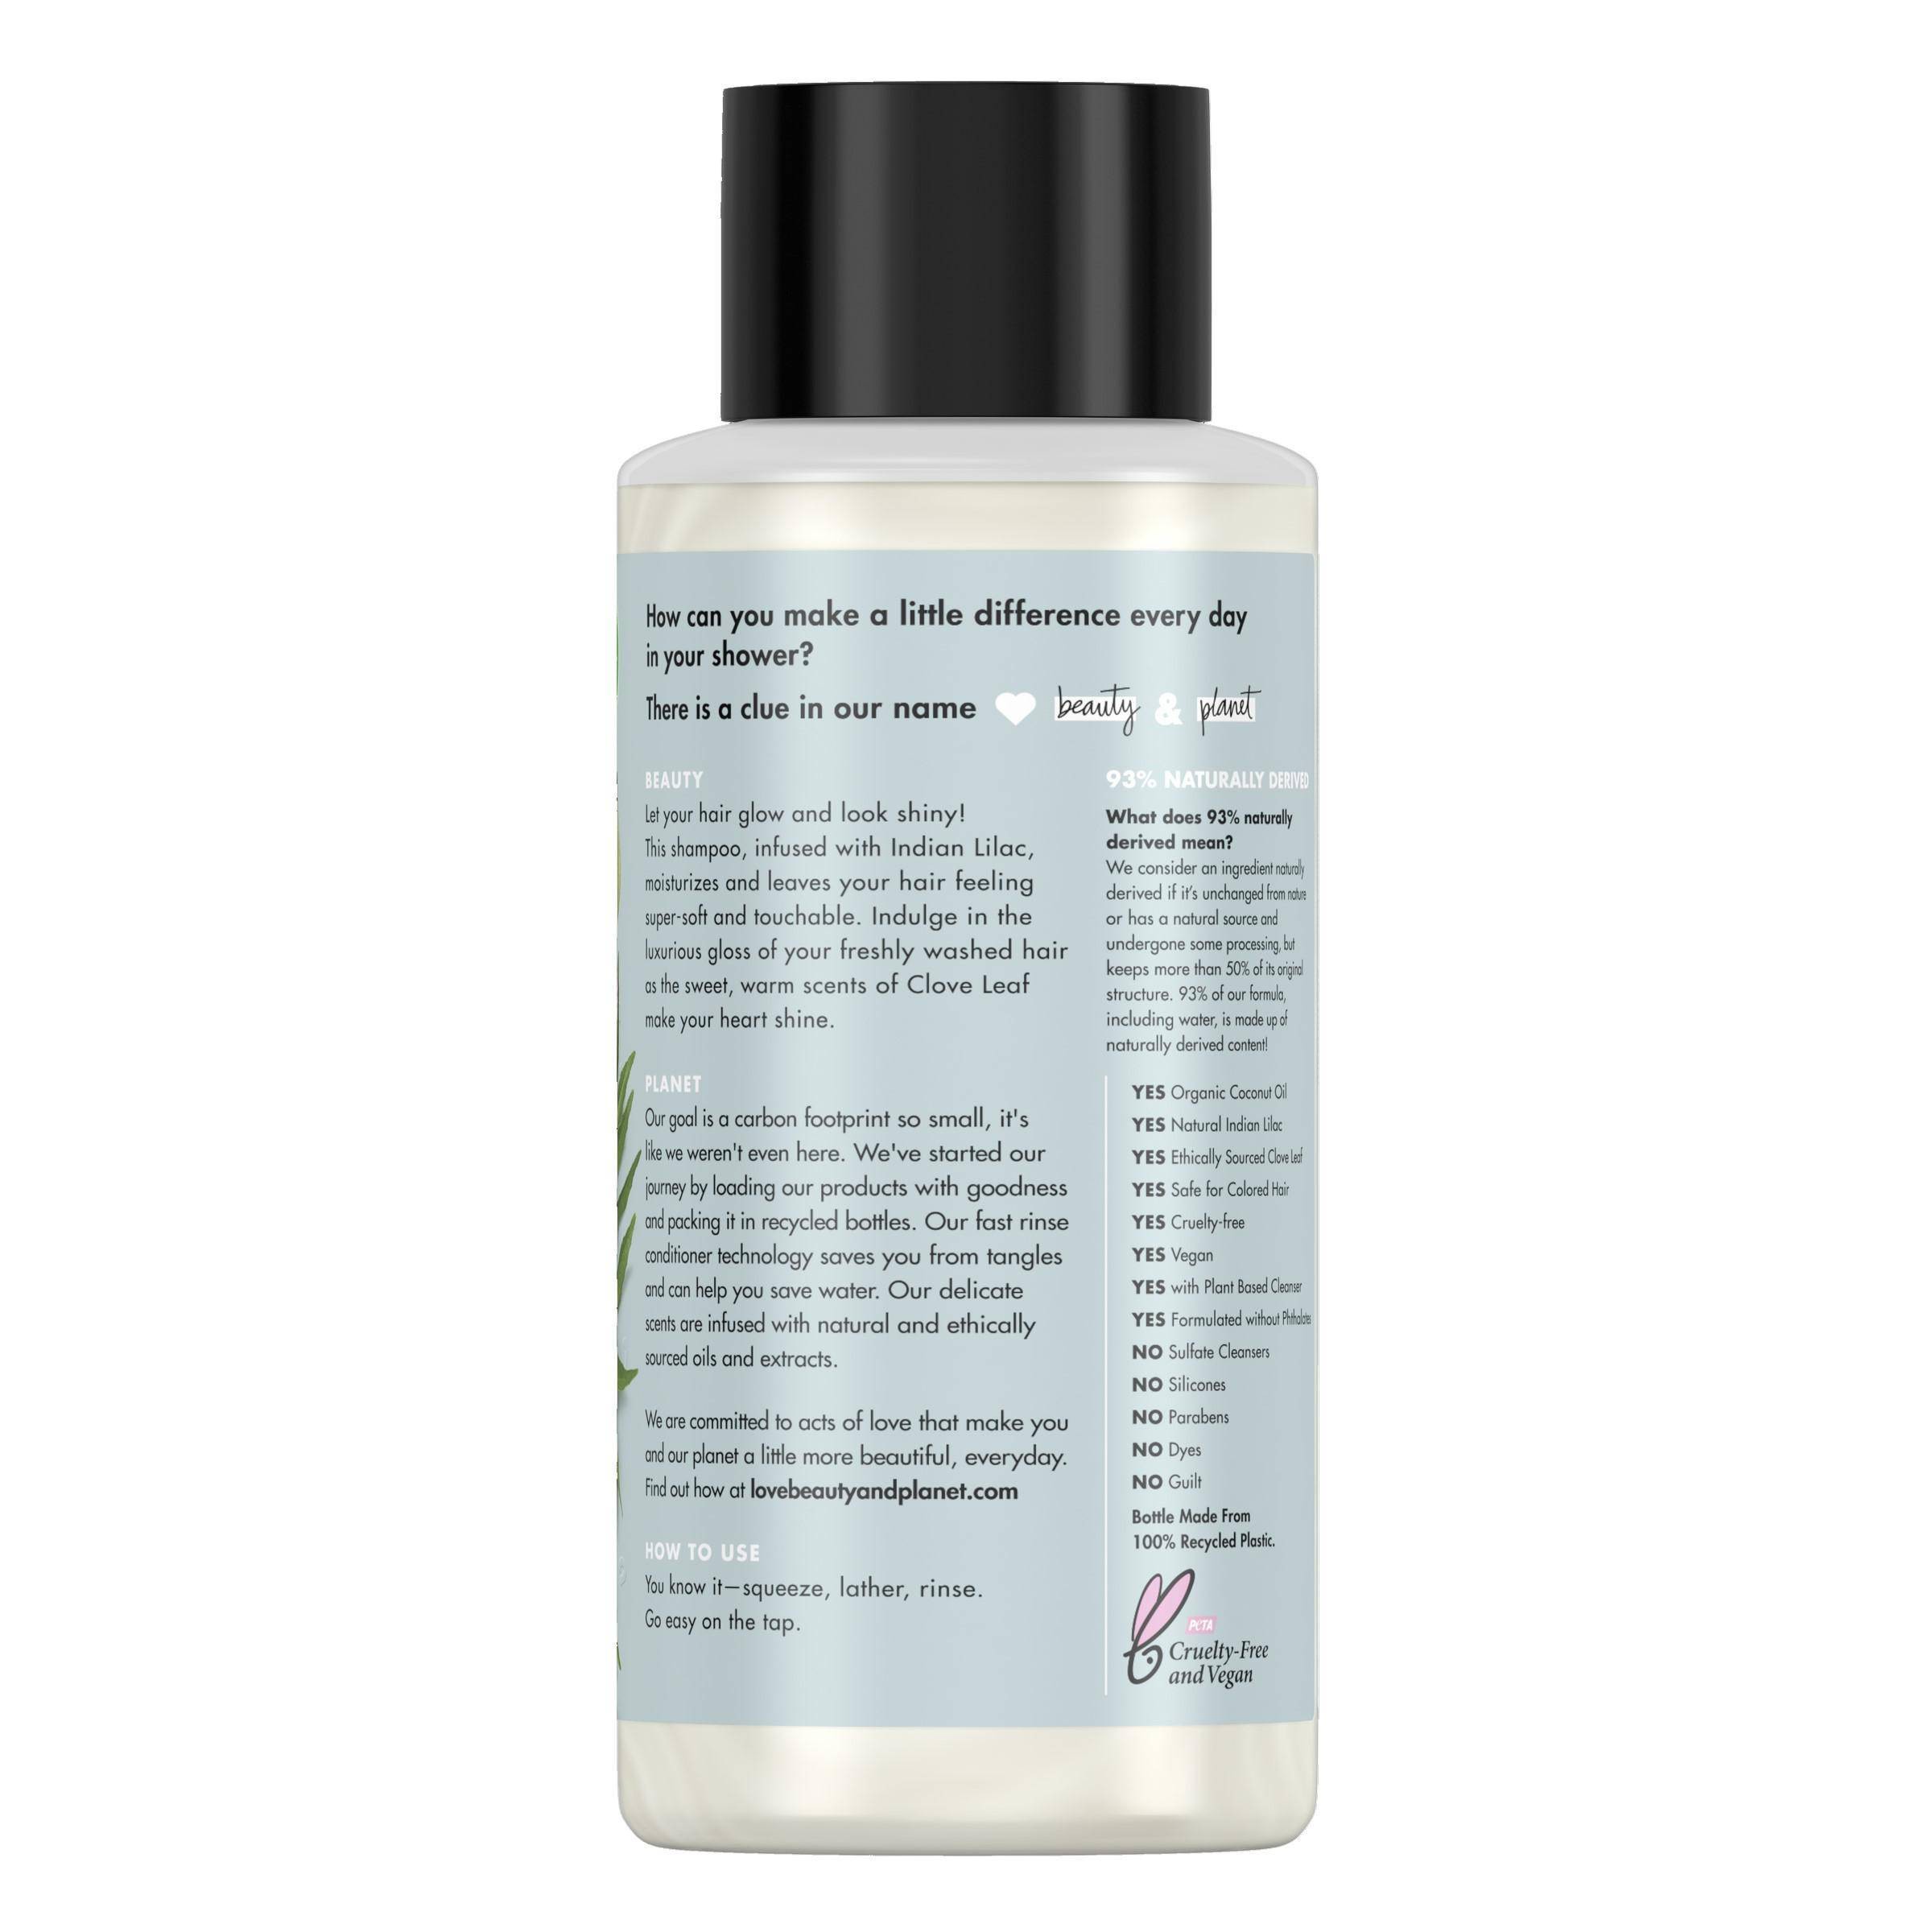 How can you make a little difference every day
in your shower?
There is a clue in our name beauty & planet
BEAUTY
Let your hair glow and look shiny!
This shampoo, infused with Indian Lilac,
moisturizes and leaves your hair feeling
super-soft and touchable. Indulge in the
luxurious gloss of your freshly washed hair
as the sweet, warm scents of Clove Leaf
make your heart shine.
PLANET
Our goal is a carbon footprint so small, it's
like we weren't even here. We've started our
journey by loading our products with goodness
and packing it in recycled bottles. Our fast rinse
conditioner technology saves you from tangles
and can help you save water. Our delicate
scents are infused with natural and ethically
sourced oils and extracts.
We are committed to acts of love that make you
and our planet a little more beautiful, everyday.
Find out how at lovebeautyandplanet.com
HOW TO USE
You know it—squeeze, lather, rinse.
Go easy on the tap.
93% NATURALLY DERIVED
What does 93% naturally
derived mean?
We consider an ingredient naturally
derived if it's unchanged from nature
or has a natural source and
undergone some processing, but
keeps more than 50% of its original
structure. 93% of our formula,
including water, is made up of
naturally derived content!
YES Organic Coconut Oil
YES Natural Indian Lilac
YES Ethically Sourced Clove Leaf
YES Safe for Colored Hair
YES Cruelty-free
YES Vegan
YES with Plant Based Cleanser
YES Formulated without Phthalates
NO Sulfate Cleansers
NO Silicones
NO Parabens
NO Dyes
NO Guilt
Bottle Made From
100% Recycled Plastic.
PETA
Cruelty-Free
and Vegan